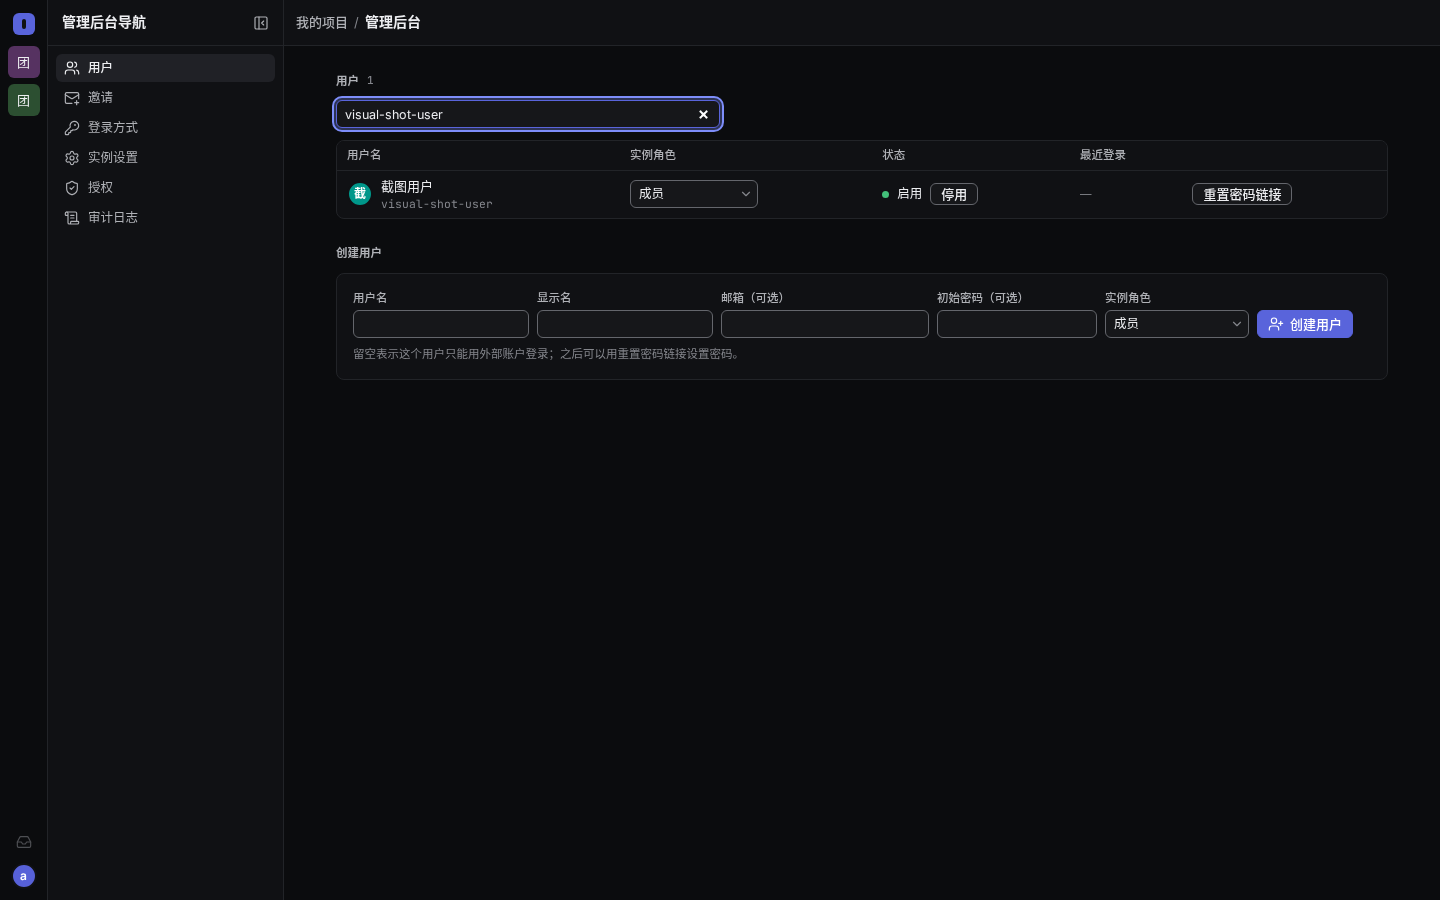 管理后台导航
我的项目 / 管理后台
团
团
用户
邀请
登录方式
实例设置
授权
审计日志
a
用户 1
visual-shot-user
用户名 实例角色 状态 最近登录
截 截图用户 成员 启用 停用 — 重置密码链接
visual-shot-user
创建用户
用户名 显示名 邮箱（可选） 初始密码（可选） 实例角色
成员 创建用户
留空表示这个用户只能用外部账户登录；之后可以用重置密码链接设置密码。